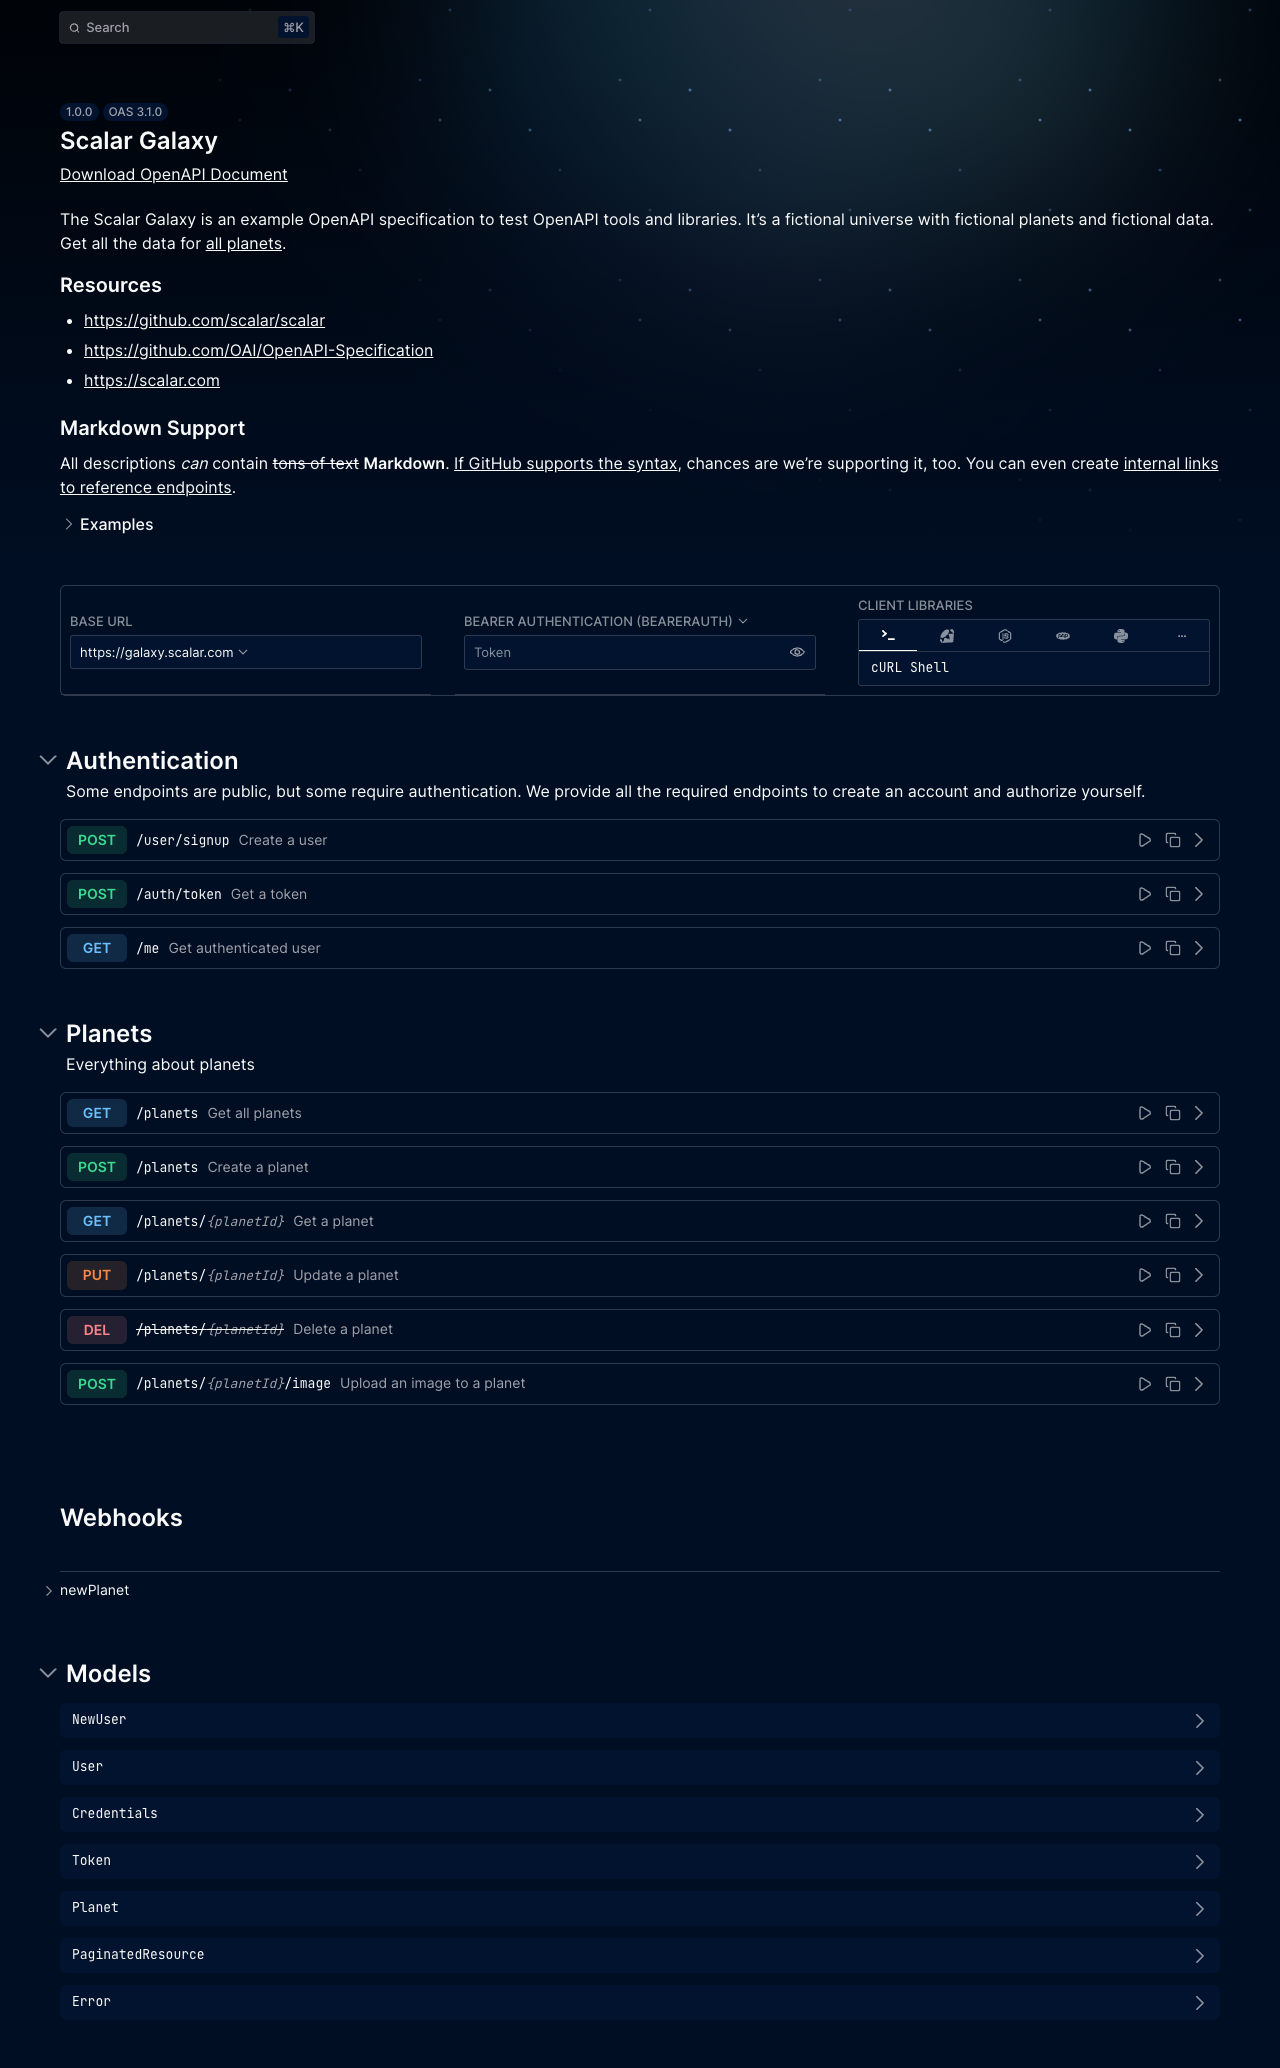 Search ⌘K
1.0.0 OAS 3.1.0
Scalar Galaxy
Download OpenAPI Document
The Scalar Galaxy is an example OpenAPI specification to test OpenAPI tools and libraries. It’s a fictional universe with fictional planets and fictional data.
Get all the data for all planets.
Resources
• https://github.com/scalar/scalar
• https://github.com/OAI/OpenAPI-Specification
• https://scalar.com
Markdown Support
All descriptions can contain tons of text Markdown. If GitHub supports the syntax, chances are we’re supporting it, too. You can even create internal links
to reference endpoints.
Examples
BASE URL
https://galaxy.scalar.com
BEARER AUTHENTICATION (BEARERAUTH)
Token
CLIENT LIBRARIES
cURL Shell
Authentication
Some endpoints are public, but some require authentication. We provide all the required endpoints to create an account and authorize yourself.
POST /user/signup Create a user
POST /auth/token Get a token
GET /me Get authenticated user
Planets
Everything about planets
GET /planets Get all planets
POST /planets Create a planet
GET /planets/{planetId} Get a planet
PUT /planets/{planetId} Update a planet
DEL /planets/{planetId} Delete a planet
POST /planets/{planetId}/image Upload an image to a planet
Webhooks
newPlanet
Models
NewUser
User
Credentials
Token
Planet
PaginatedResource
Error